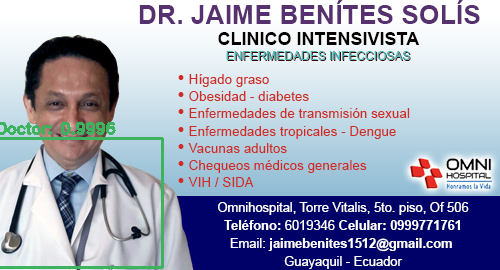 DR. JAIME BENÍTES SOLÍS
CLINICO INTENSIVISTA
ENFERMEDADES INFECCIOSAS
• Hígado graso
• Obesidad - diabetes
• Enfermedades de transmisión sexual
• Enfermedades tropicales - Dengue
• Vacunas adultos
• Chequeos médicos generales
• VIH / SIDA
Doctor: 0.9996
OMNI
HOSPITAL
Honramos la Vida
Omnihospital, Torre Vitalis, 5to. piso, Of 506
Teléfono: 6019346 Celular: 0999771761
Email: jaimebenites1512@gmail.com
Guayaquil - Ecuador